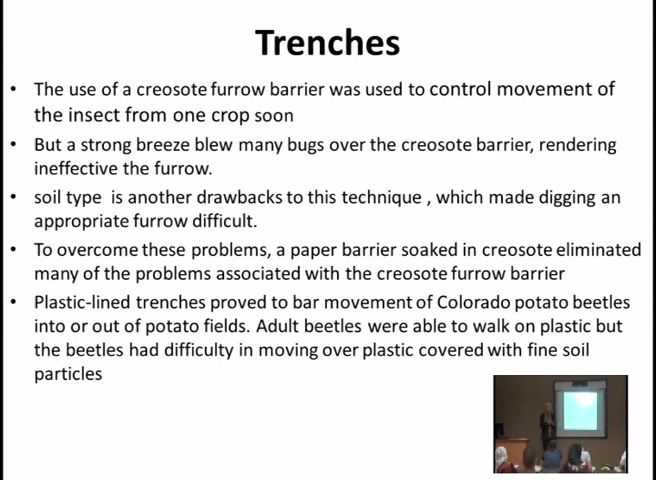 Trenches
• The use of a creosote furrow barrier was used to control movement of
the insect from one crop soon
• But a strong breeze blew many bugs over the creosote barrier, rendering
ineffective the furrow.
• soil type  is another drawbacks to this technique , which made digging an
appropriate furrow difficult.
• To overcome these problems, a paper barrier soaked in creosote eliminated
many of the problems associated with the creosote furrow barrier
• Plastic-lined trenches proved to bar movement of Colorado potato beetles
into or out of potato fields. Adult beetles were able to walk on plastic but
the beetles had difficulty in moving over plastic covered with fine soil
particles